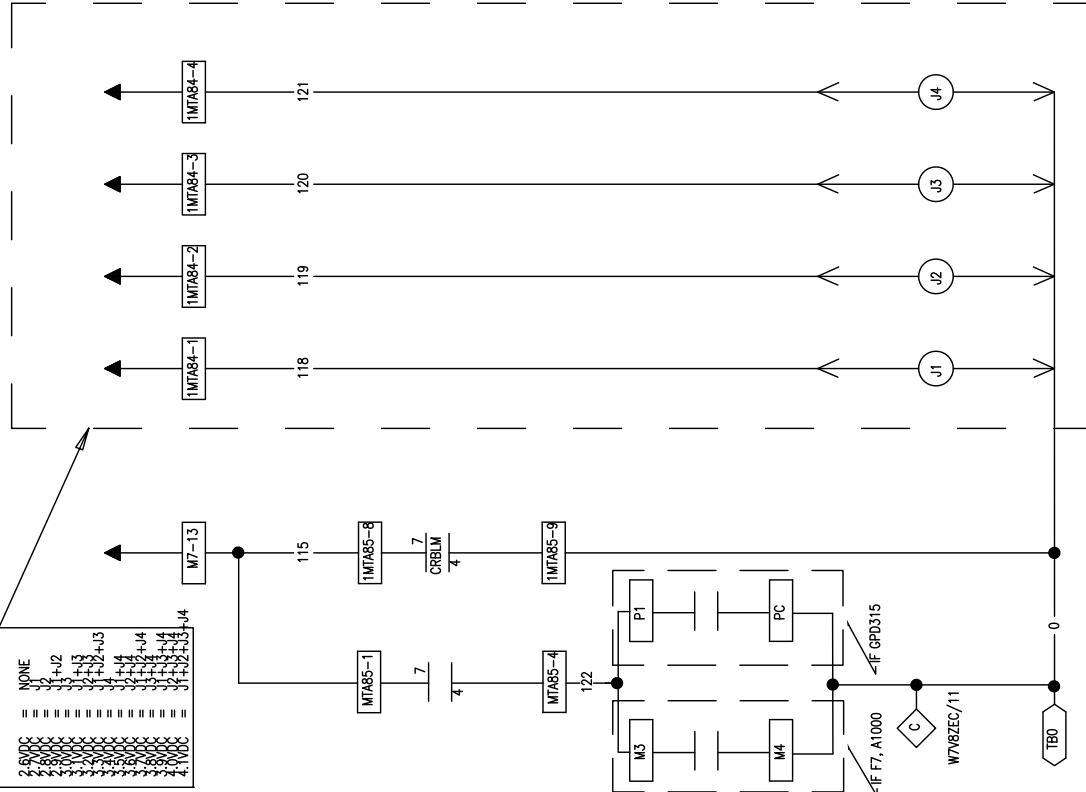 2.6VDC = NONE
2.7VDC = J1
2.8VDC = J2
2.9VDC = J1+J2
3.0VDC = J3
3.1VDC = J1+J3
3.2VDC = J2+J3
3.3VDC = J1+J2+J3
3.4VDC = J4
3.5VDC = J1+J4
3.6VDC = J2+J4
3.7VDC = J1+J2+J4
3.8VDC = J3+J4
3.9VDC = J1+J3+J4
4.0VDC = J2+J3+J4
4.1VDC = J1+J2+J3+J4
1MTA84-4
121
J4
1MTA84-3
120
J3
1MTA84-2
119
J2
1MTA84-1
118
J1
M7-13
115
1MTA85-8
7
CRBLM
4
1MTA85-9
MTA85-1
7
4
MTA85-4
122
P1
PC
IF GPD315
M3
M4
IF F7, A1000
C
W7V8ZEC/11
0
TB0